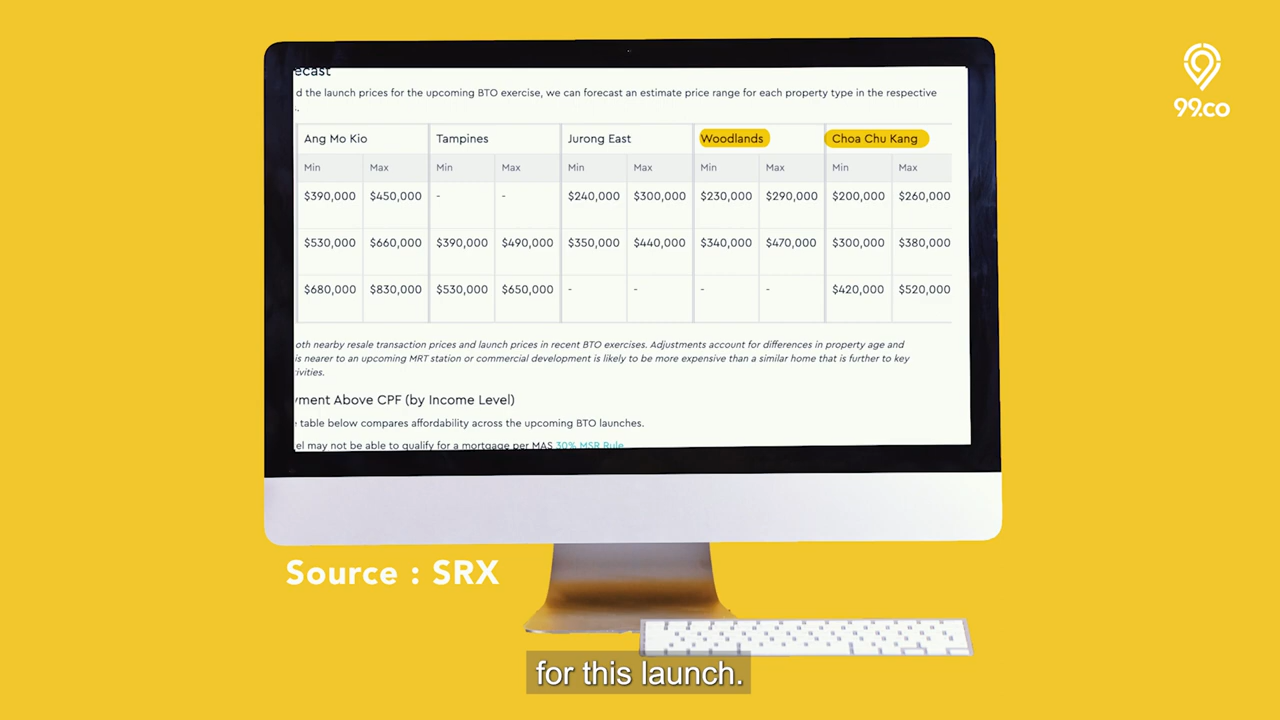 99.co
ecast
d the launch prices for the upcoming BTO exercise, we can forecast an estimate price range for each property type in the respective
s.
Ang Mo Kio Tampines Jurong East Woodlands Choa Chu Kang
Min Max Min Max Min Max Min Max Min Max
$390,000 $450,000 - - $240,000 $300,000 $230,000 $290,000 $200,000 $260,000
$530,000 $660,000 $390,000 $490,000 $350,000 $440,000 $340,000 $470,000 $300,000 $380,000
$680,000 $830,000 $530,000 $650,000 - - - - $420,000 $520,000
oth nearby resale transaction prices and launch prices in recent BTO exercises. Adjustments account for differences in property age and
is nearer to an upcoming MRT station or commercial development is likely to be more expensive than a similar home that is further to key
ivities.
ment Above CPF (by Income Level)
table below compares affordability across the upcoming BTO launches.
el may not be able to qualify for a mortgage per MAS 30% MSR Rule
Source : SRX
for this launch.